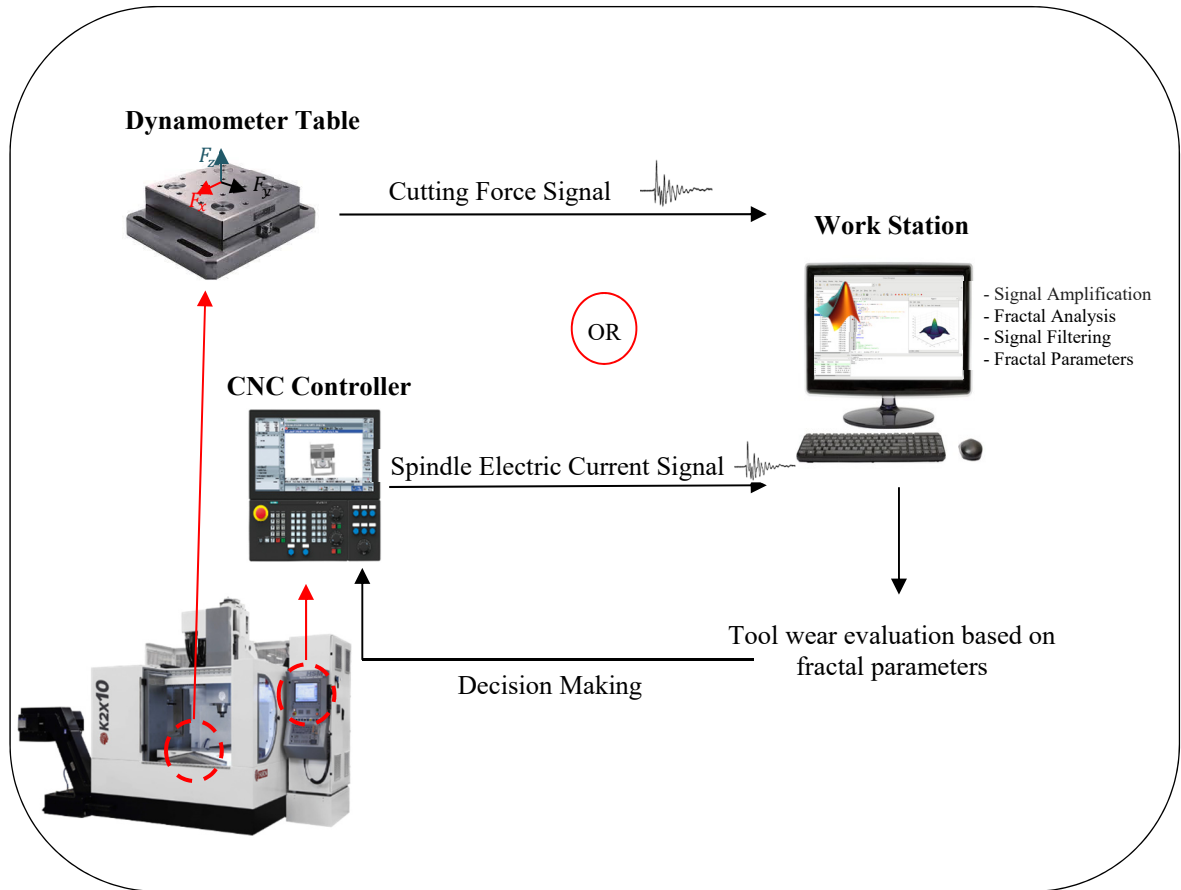 Dynamometer Table
F_z
F_y
F_x
Cutting Force Signal
Work Station
- Signal Amplification
- Fractal Analysis
- Signal Filtering
- Fractal Parameters
OR
CNC Controller
Spindle Electric Current Signal
Tool wear evaluation based on
fractal parameters
Decision Making
K2X10